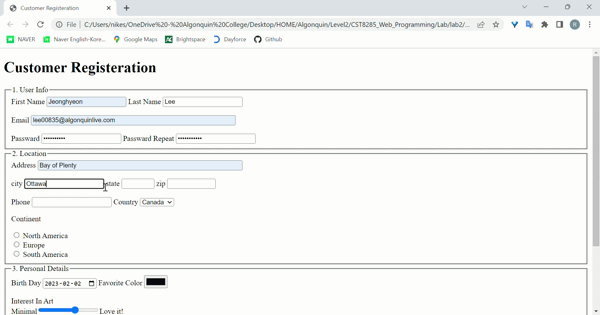 Customer Registeration
File | C:/Users/nikes/OneDrive%20-%20Algonquin%20College/Desktop/HOME/Algonquin/Level2/CST8285_Web_Programing/Lab/lab2/...
NAVER Naver English-Kore... Google Maps Brightspace Dayforce Github
Customer Registeration
1. User Info
First Name Jeonghyeon Last Name Lee
Email lee00835@algonquinlive.com
Password •••••••••• Password Repeat •••••••••••
2. Location
Address Bay of Plenty
city Ottawa state zip
Phone Country Canada
Continent
North America
Europe
South America
3. Personal Details
Birth Day 2023-02-02 Favorite Color
Interest In Art
Minimal Love it!